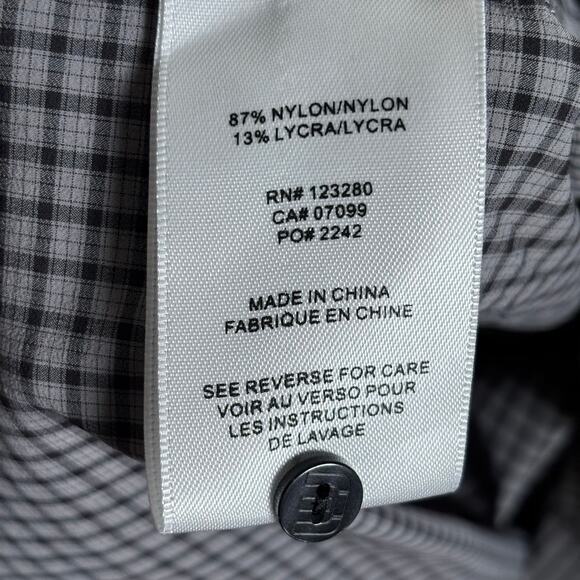 87% NYLON/NYLON
13% LYCRA/LYCRA
RN# 123280
CA# 07099
PO# 2242
MADE IN CHINA
FABRIQUE EN CHINE
SEE REVERSE FOR CARE
VOIR AU VERSO POUR
LES INSTRUCTIONS
DE LAVAGE